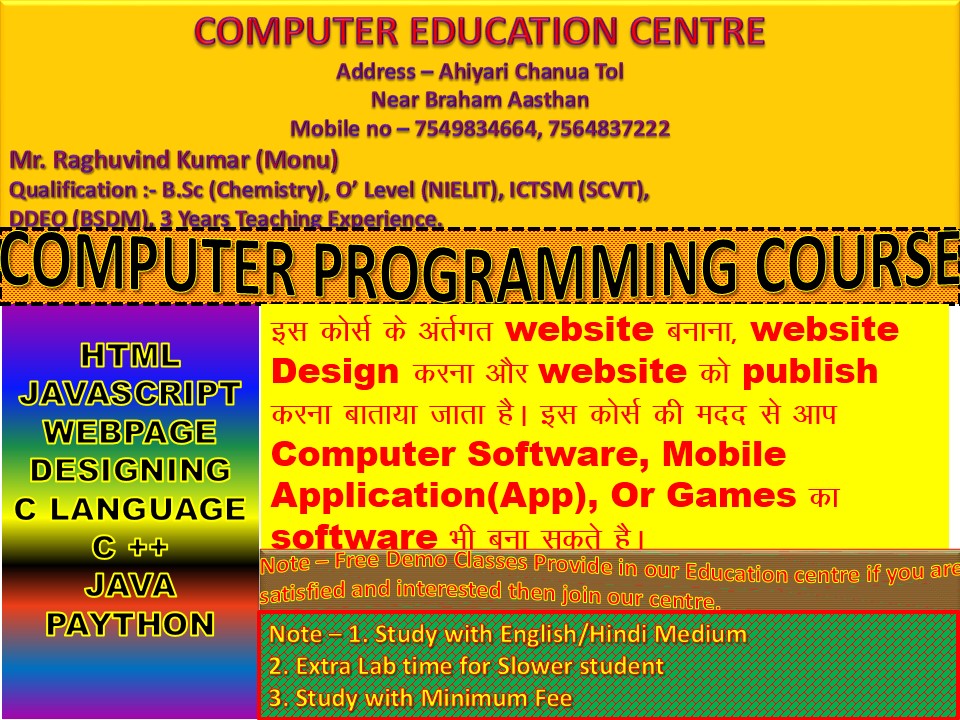 COMPUTER EDUCATION CENTRE
Address – Ahiyari Chanua Tol
Near Braham Aasthan
Mobile no – 7549834664, 7564837222
Mr. Raghuvind Kumar (Monu)
Qualification :- B.Sc (Chemistry), O’ Level (NIELIT), ICTSM (SCVT),
DDEO (BSDM), 3 Years Teaching Experience.
COMPUTER PROGRAMMING COURSE
HTML
JAVASCRIPT
WEBPAGE
DESIGNING
C LANGUAGE
C ++
JAVA
PAYTHON
इस कोर्स के अंर्तगत website बनाना, website
Design करना और website को publish
करना बाताया जाता है। इस कोर्स की मदद से आप
Computer Software, Mobile
Application(App), Or Games का
software भी बना सकते है।
Note – Free Demo Classes Provide in our Education centre if you are
satisfied and interested then join our centre.
Note – 1. Study with English/Hindi Medium
2. Extra Lab time for Slower student
3. Study with Minimum Fee